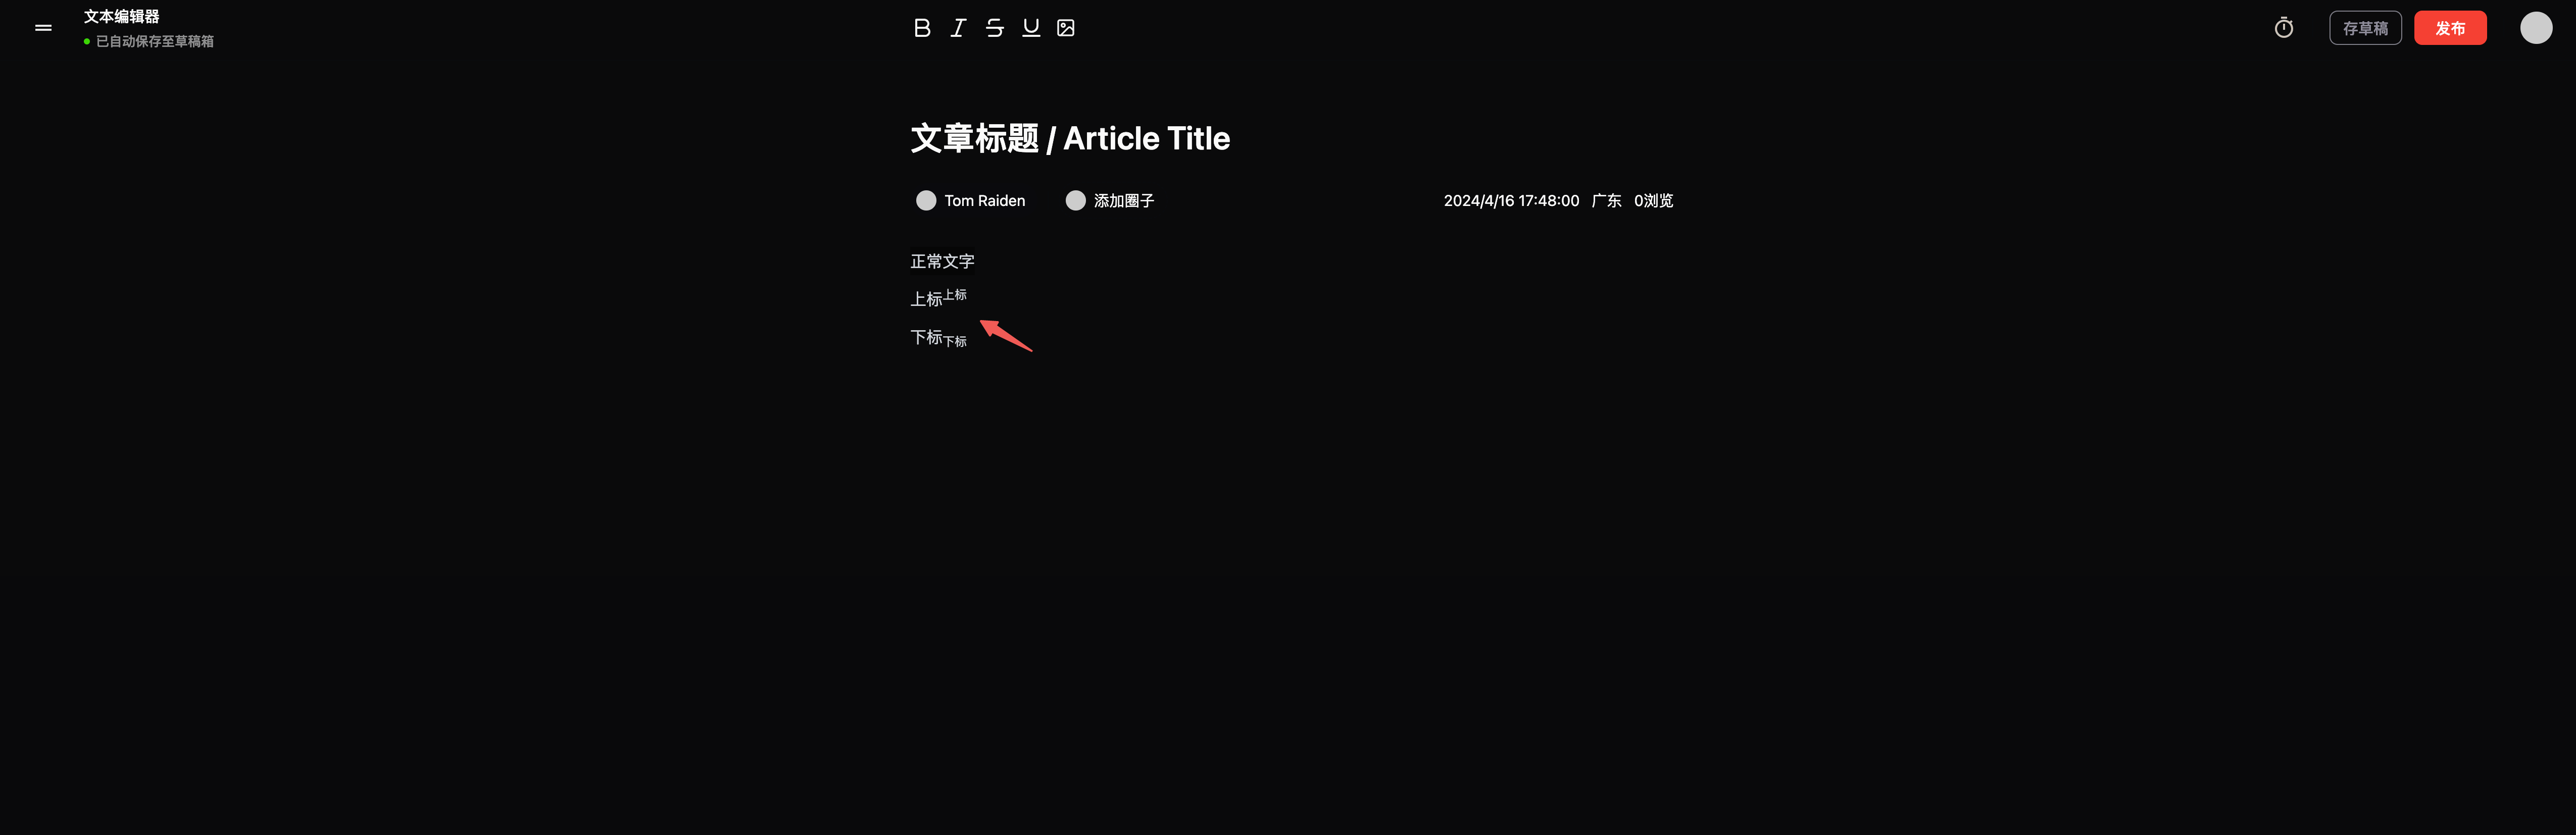 文本编辑器
已自动保存至草稿箱
存草稿 发布
文章标题 / Article Title
Tom Raiden 添加圈子 2024/4/16 17:48:00 广东 0浏览
正常文字
上标上标
下标下标